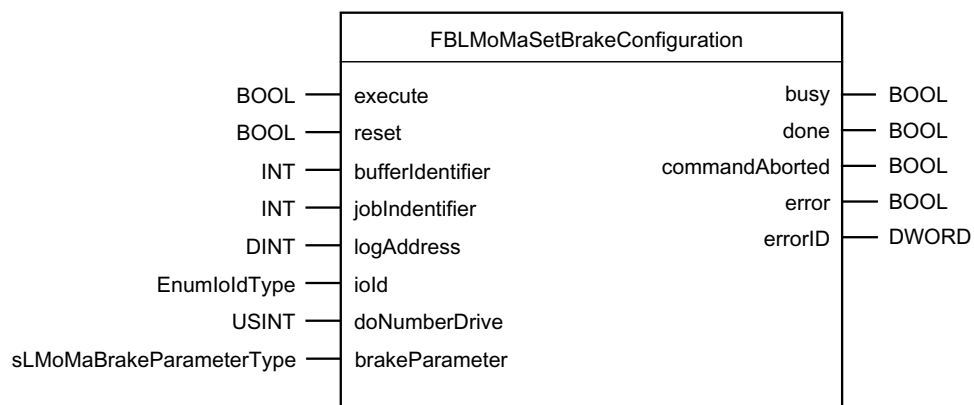 FBLMoMaSetBrakeConfiguration
BOOL execute busy BOOL
BOOL reset done BOOL
INT bufferIdentifier commandAborted BOOL
INT jobIndentifier error BOOL
DINT logAddress errorID DWORD
EnumIoIdType ioId
USINT doNumberDrive
sLMoMaBrakeParameterType brakeParameter